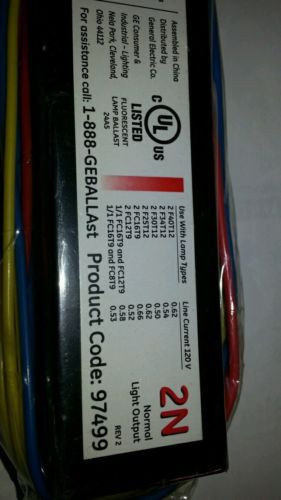 Assembled in China
Distributed by
General Electric Co.
GE Consumer &
Industrial – Lighting
Nela Park, Cleveland,
Ohio 44112
C UL US
LISTED
FLUORESCENT
LAMP BALLAST
24A5
Use With Lamp Types Line Current 120 V
2 F40T12 0.62
2 F34T12 0.54
2 F30T12 0.50
2 F25T12 0.62
2 FC16T9 0.66
2 FC12T9 0.52
1/1 FC16T9 and FC12T9 0.58
1/1 FC16T9 and FC8T9 0.53
2N
Normal
Light Output
REV 2
For assistance call: 1-888-GEBALLAst Product Code: 97499